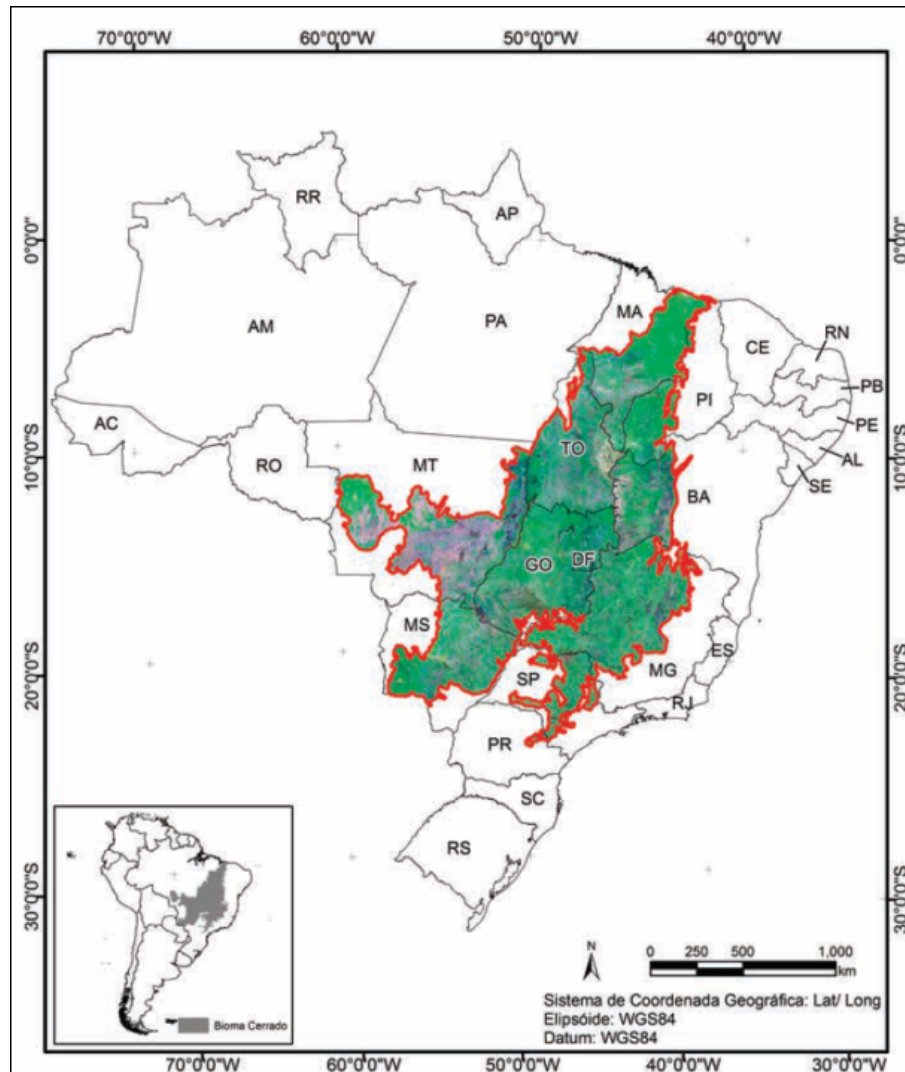 70°0'0"W 60°0'0"W 50°0'0"W 40°0'0"W
0°0'0"
0°0'0"
10°0'0"S
10°0'0"S
20°0'0"S
20°0'0"S
30°0'0"S
30°0'0"S
RR
AP
AM
PA
MA
CE
RN
PB
PI
PE
AC
AL
TO
RO
MT
SE
BA
GO
DF
MS
ES
MG
SP
RJ
PR
SC
RS
Bioma Cerrado
N
0 250 500 1,000
km
Sistema de Coordenada Geográfica: Lat/ Long
Elipsóide: WGS84
Datum: WGS84
70°0'0"W 60°0'0"W 50°0'0"W 40°0'0"W 30°0'0"W